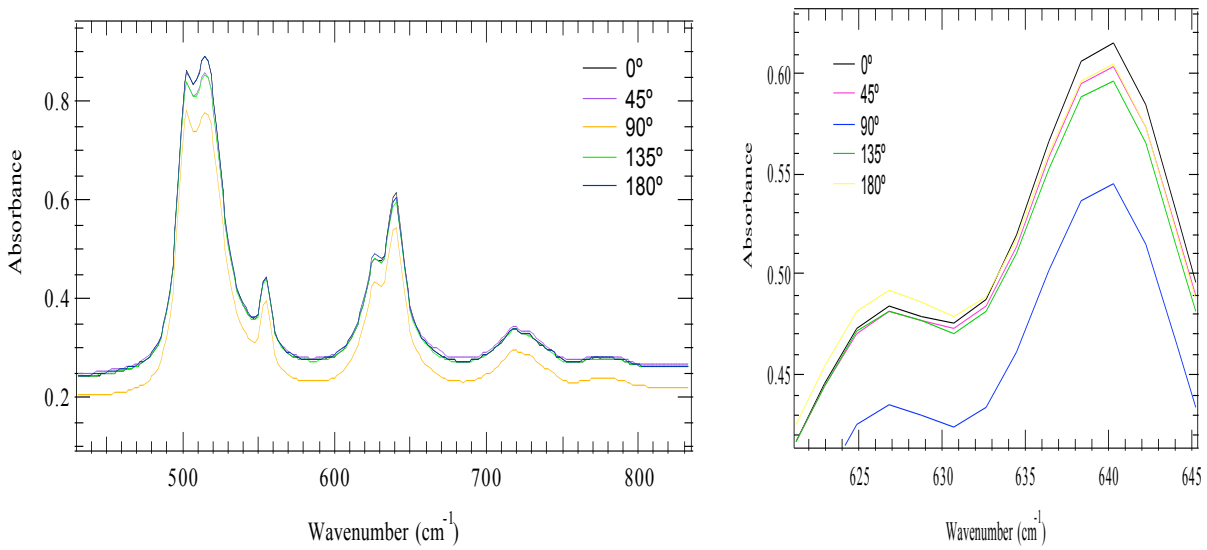 0.8
0.6
0.4
0.2
Absorbance
0º
45º
90º
135º
180º
500
600
700
800
Wavenumber (cm-1)
0.60
0.55
0.50
0.45
Absorbance
0º
45º
90º
135º
180º
625
630
635
640
645
Wavenumber (cm-1)